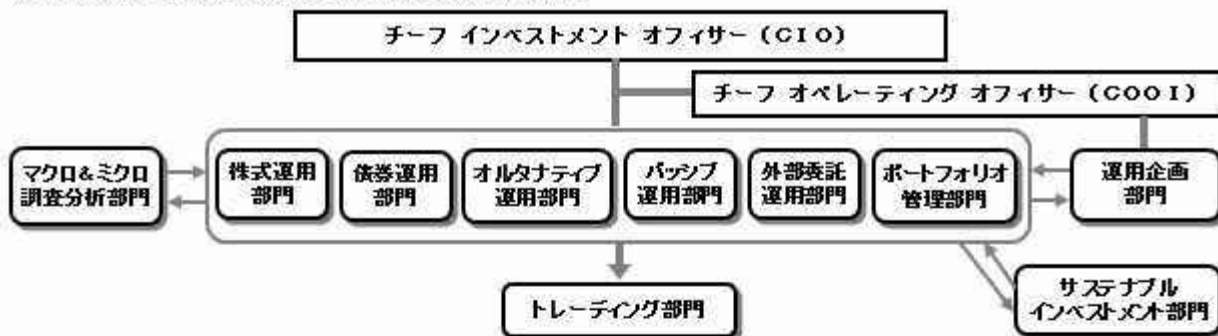 チーフ インベストメント オフィサー (CIO)
チーフ オペレーティング オフィサー (COOI)
マクロ&ミクロ
調査分析部門
株式運用
部門
債券運用
部門
オルタナティブ
運用部門
パッシブ
運用部門
外部委託
運用部門
ポートフォリオ
管理部門
運用企画
部門
トレーディング部門
サステナブル
インベストメント部門